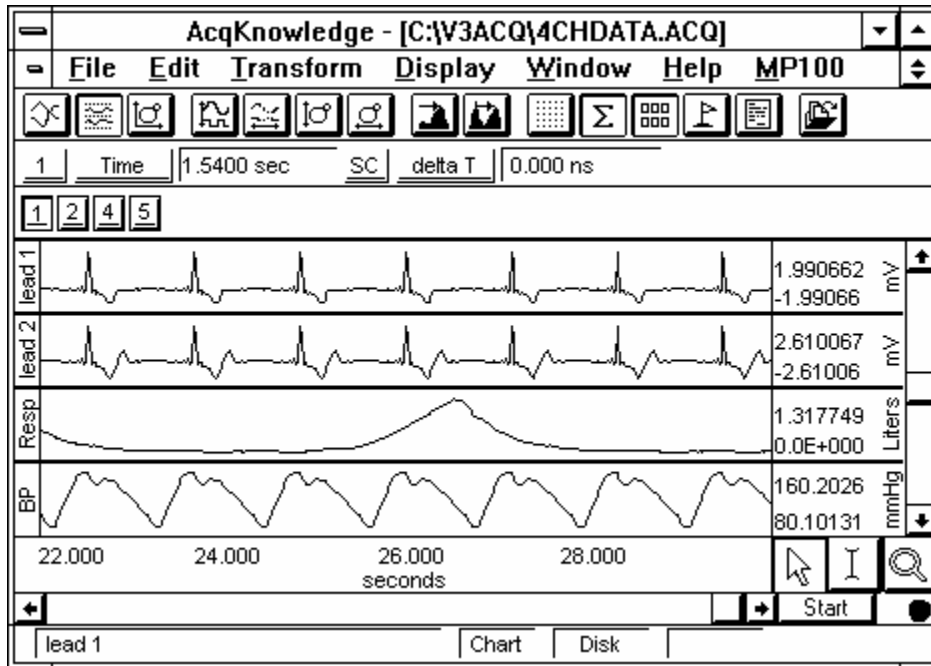 AcqKnowledge - [C:\V3ACQ\4CHDATA.ACQ]
File Edit Transform Display Window Help MP100
Σ
1 Time 1.5400 sec SC delta T 0.000 ns
1 2 4 5
lead 1 1.990662 mV
-1.99066
lead 2 2.610067 mV
-2.61006
Resp 1.317749 Liters
0.0E+000
BP 160.2026 mmHg
80.10131
22.000 24.000 26.000 28.000
seconds
Start
lead 1 Chart Disk